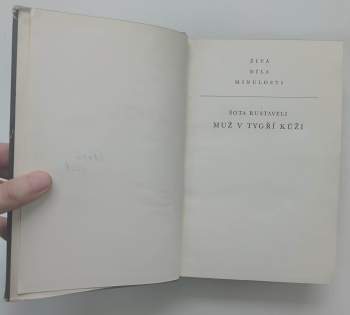 ŽIVÁ
DÍLA
MINULOSTI
ŠOTA RUSTAVELI
MUŽ V TYGŘÍ KŮŽI